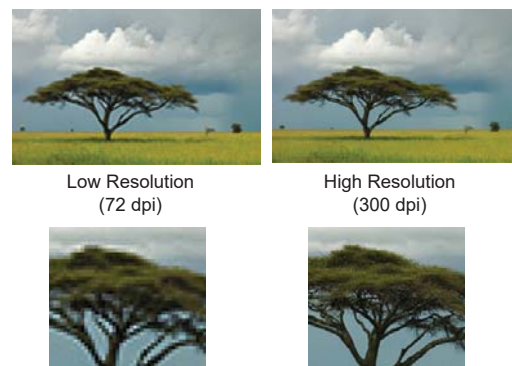 Low Resolution
(72 dpi)
High Resolution
(300 dpi)